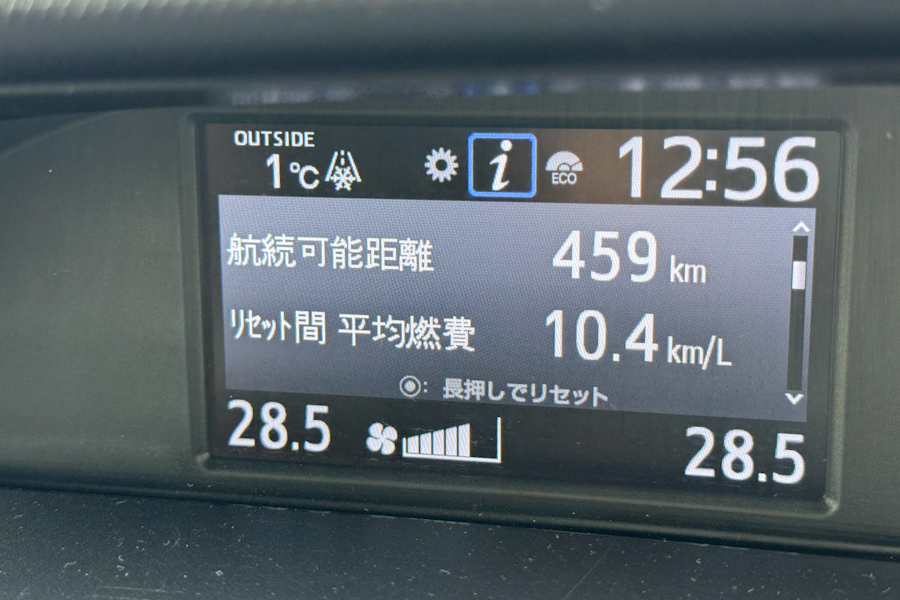 OUTSIDE
1℃ i ECO 12:56
航続可能距離 459 km
ﾘｾｯﾄ間 平均燃費 10.4 km/L
◉: 長押しでリセット
28.5 28.5